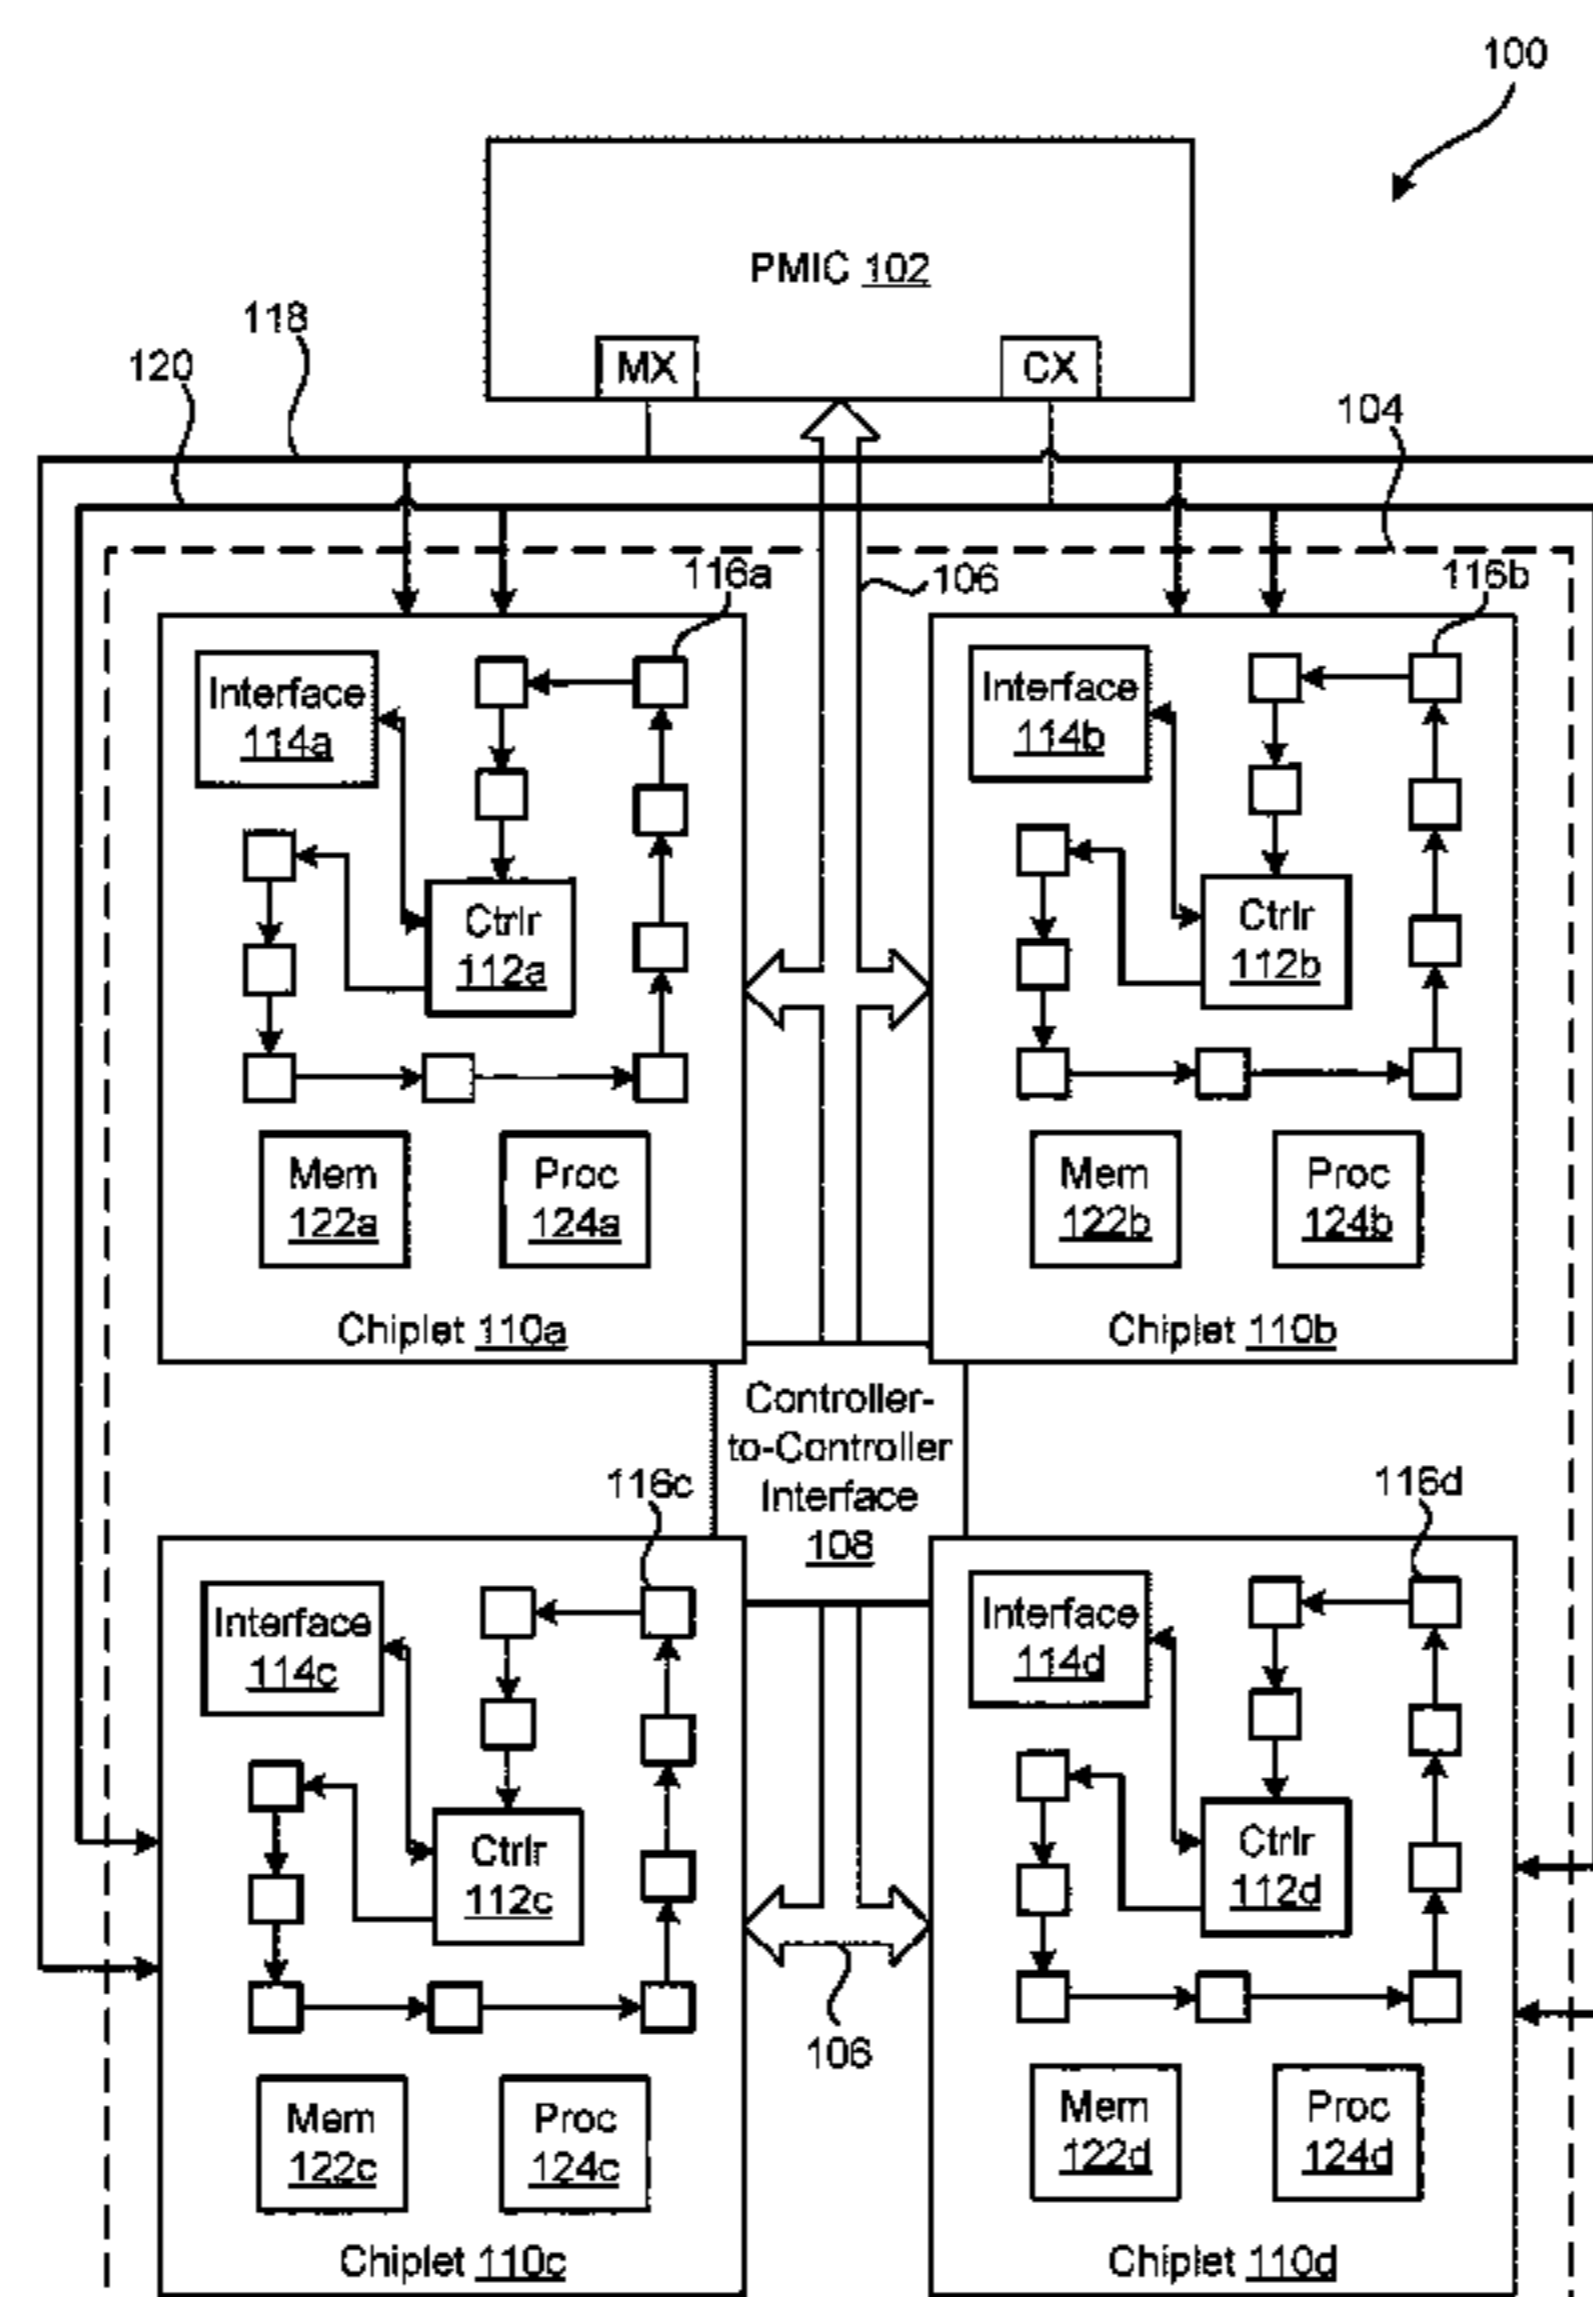 100
PMIC 102
118
MX
CX
120
104
116a
106
116b
Interface
114a
Interface
114b
Ctrlr
112a
Ctrlr
112b
Mem
122a
Proc
124a
Mem
122b
Proc
124b
Chiplet 110a
Chiplet 110b
Controller-
to-Controller
Interface
108
116c
116d
Interface
114c
Interface
114d
Ctrlr
112c
Ctrlr
112d
106
Mem
122c
Proc
124c
Mem
122d
Proc
124d
Chiplet 110c
Chiplet 110d